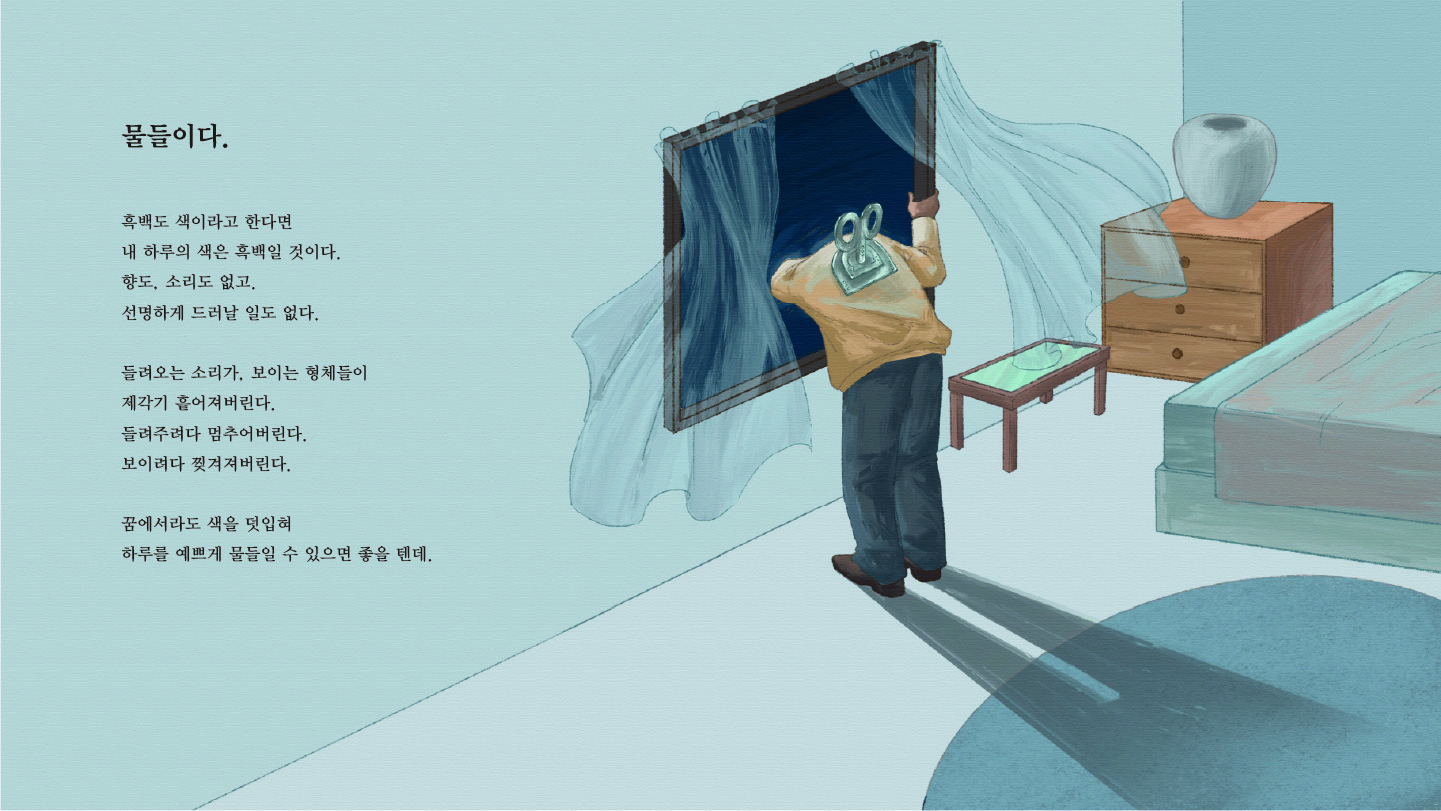 물들이다.
흑백도 색이라고 한다면
내 하루의 색은 흑백일 것이다.
향도, 소리도 없고.
선명하게 드러날 일도 없다.
들려오는 소리가, 보이는 형체들이
제각기 흩어져버린다.
들려주려다 멈추어버린다.
보이려다 찢겨져버린다.
꿈에서라도 색을 덧입혀
하루를 예쁘게 물들일 수 있으면 좋을 텐데.